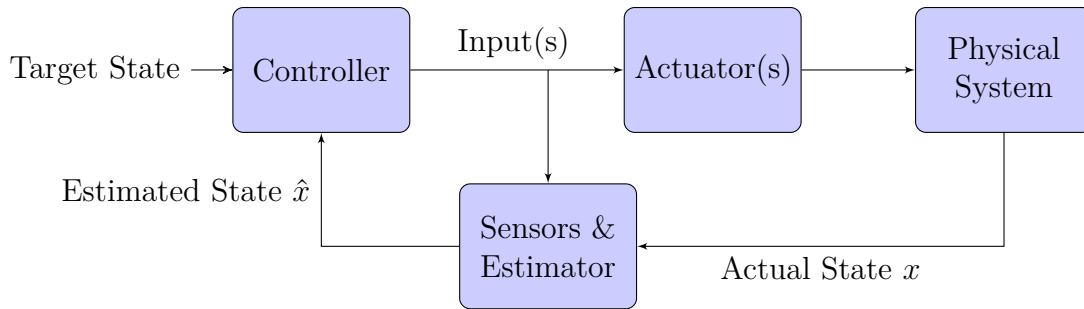 Target State
Controller
Input(s)
Actuator(s)
Physical
System
Estimated State x̂
Sensors &
Estimator
Actual State x